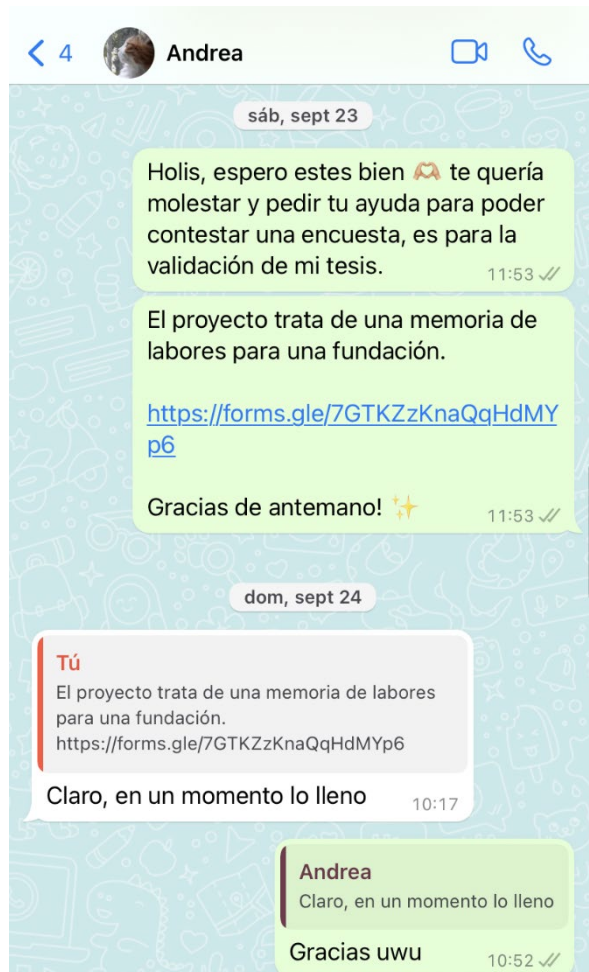 4 Andrea
sáb, sept 23
Holis, espero estes bien 🫶🏼 te quería
molestar y pedir tu ayuda para poder
contestar una encuesta, es para la
validación de mi tesis. 11:53
El proyecto trata de una memoria de
labores para una fundación.
https://forms.gle/7GTKZzKnaQqHdMY
p6
Gracias de antemano! ✨ 11:53
dom, sept 24
Tú
El proyecto trata de una memoria de labores
para una fundación.
https://forms.gle/7GTKZzKnaQqHdMYp6
Claro, en un momento lo lleno 10:17
Andrea
Claro, en un momento lo lleno
Gracias uwu 10:52